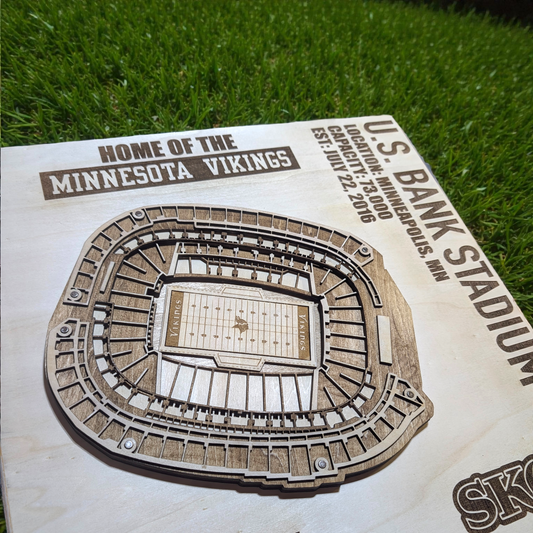 HOME OF THE
MINNESOTA VIKINGS
U.S. BANK STADIUM
LOCATION: MINNEAPOLIS, MN
CAPACITY: 73,000
EST: JULY 22, 2016
VIKINGS
VIKINGS